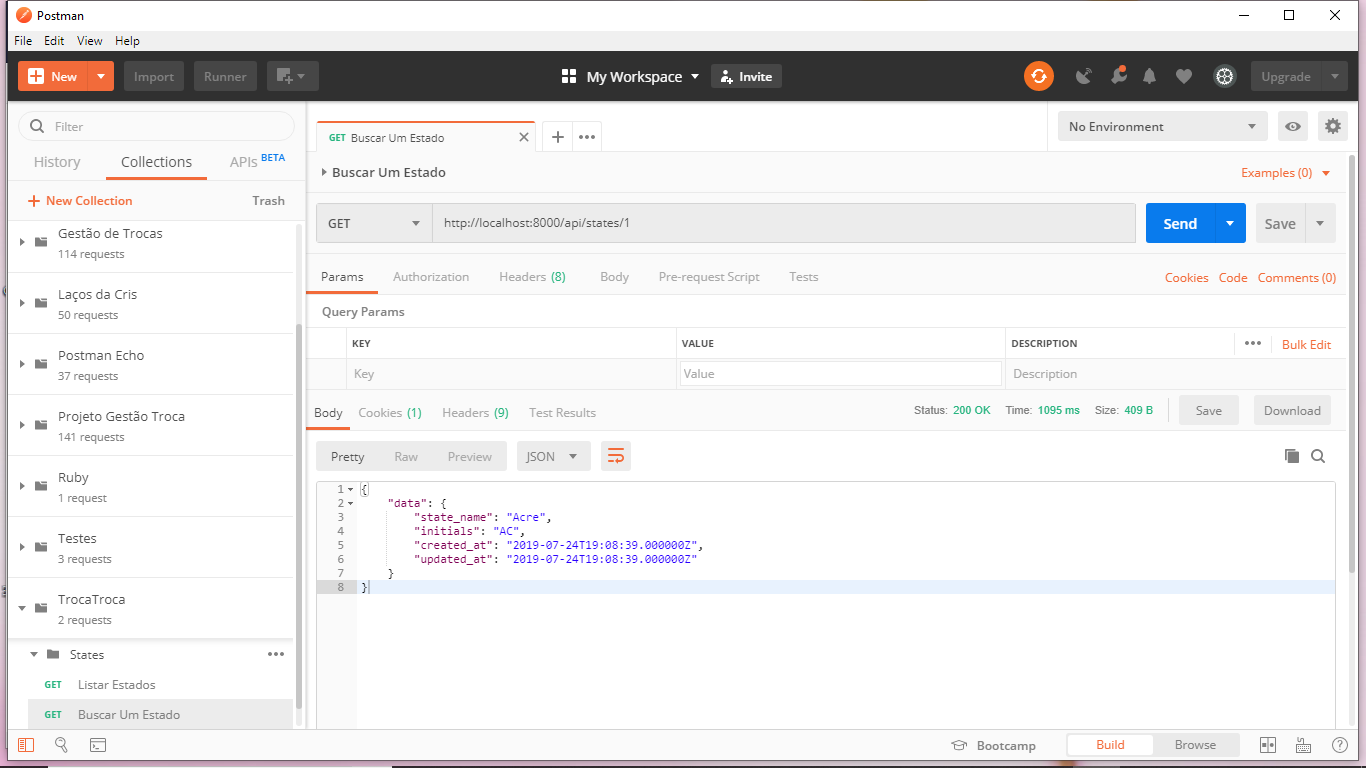 Postman
File Edit View Help
New Import Runner My Workspace Invite Upgrade
Filter
History Collections APIs BETA
New Collection Trash
Gestão de Trocas
114 requests
Laços da Cris
50 requests
Postman Echo
37 requests
Projeto Gestão Troca
141 requests
Ruby
1 request
Testes
3 requests
TrocaTroca
2 requests
States
GET Listar Estados
GET Buscar Um Estado
GET Buscar Um Estado
No Environment
Buscar Um Estado
Examples (0)
GET http://localhost:8000/api/states/1 Send Save
Params Authorization Headers (8) Body Pre-request Script Tests Cookies Code Comments (0)
Query Params
KEY VALUE DESCRIPTION Bulk Edit
Key Value Description
Body Cookies (1) Headers (9) Test Results Status: 200 OK Time: 1095 ms Size: 409 B Save Download
Pretty Raw Preview JSON
1 {
2 "data": {
3 "state_name": "Acre",
4 "initials": "AC",
5 "created_at": "2019-07-24T19:08:39.000000Z",
6 "updated_at": "2019-07-24T19:08:39.000000Z"
7 }
8 }
Bootcamp Build Browse